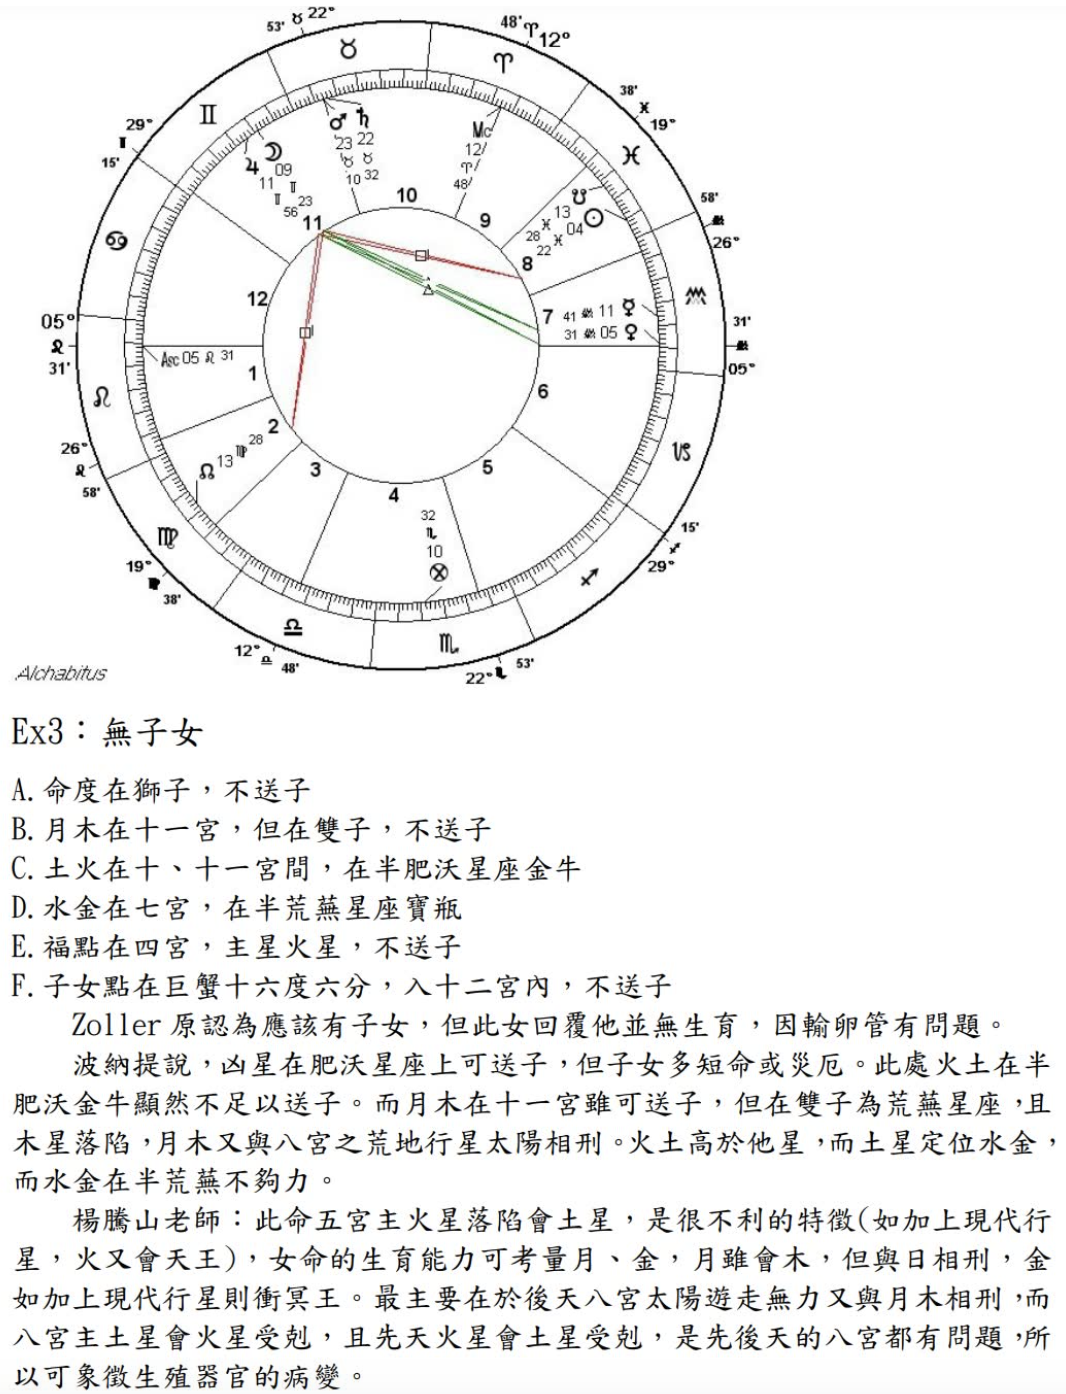 53' ♉ 22°
48' ♈ 12°
♉
♈
38' ♓ 19°
♊
29° ♊ 15'
♂ ♄
23 22
♉ ♉
10 32
Mc
12
♈
48
♓
♃ ☽
11 09
♊ ♊
56 23
☋ ☉
13 04
♓ ♓
28 22
58' ♒ 26°
10
9
11
8
♋
12
♒
7
41 ♒ 11 ☿
31 ♒ 05 ♀
31' ♒ 05°
05° ♌ 31'
Asc 05 ♌ 31
1
6
♌
2
3
4
5
♑
26° ♌ 58'
☊ 13 ♍ 28
32
♏
10
⊗
15' ♐ 29°
♍
♐
19° ♍ 38'
♎
♏
12° ♎ 48'
22° ♏ 53'
Alchabitus
Ex3：無子女
A.命度在獅子，不送子
B.月木在十一宮，但在雙子，不送子
C.土火在十、十一宮間，在半肥沃星座金牛
D.水金在七宮，在半荒蕪星座寶瓶
E.福點在四宮，主星火星，不送子
F.子女點在巨蟹十六度六分，入十二宮內，不送子
Zoller 原認為應該有子女，但此女回覆他並無生育，因輸卵管有問題。
波納提說，凶星在肥沃星座上可送子，但子女多短命或災厄。此處火土在半
肥沃金牛顯然不足以送子。而月木在十一宮雖可送子，但在雙子為荒蕪星座，且
木星落陷，月木又與八宮之荒地行星太陽相刑。火土高於他星，而土星定位水金，
而水金在半荒蕪不夠力。
楊騰山老師：此命五宮主火星落陷會土星，是很不利的特徵(如加上現代行
星，火又會天王)，女命的生育能力可考量月、金，月雖會木，但與日相刑，金
如加上現代行星則衝冥王。最主要在於後天八宮太陽遊走無力又與月木相刑，而
八宮主土星會火星受剋，且先天火星會土星受剋，是先後天的八宮都有問題，所
以可象徵生殖器官的病變。